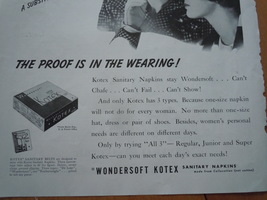 A SUBSTI
THE PROOF IS IN THE WEARING!
Kotex Sanitary Napkins stay Wondersoft . . . Can't
Chafe . . . Can't Fail . . . Can't Show!
And only Kotex has 3 types. Because one-size napkin
will not do for every woman. No more than one-size
hat, dress or pair of shoes. Besides, women's personal
needs are different on different days.
Only by trying "All 3" — Regular, Junior and Super
Kotex—can you meet each day's exact needs!
WONDERSOFT KOTEX SANITARY NAPKINS
KOTEX